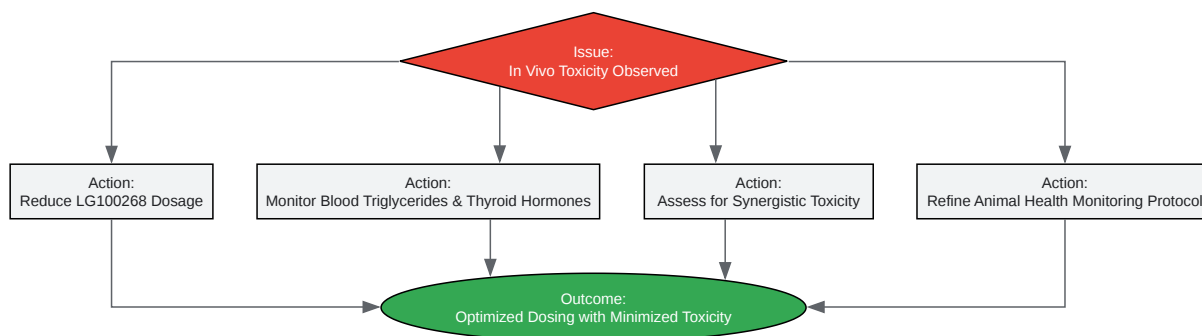 Issue:
In Vivo Toxicity Observed
Action:
Reduce LG100268 Dosage
Action:
Monitor Blood Triglycerides & Thyroid Hormones
Action:
Assess for Synergistic Toxicity
Action:
Refine Animal Health Monitoring Protocol
Outcome:
Optimized Dosing with Minimized Toxicity